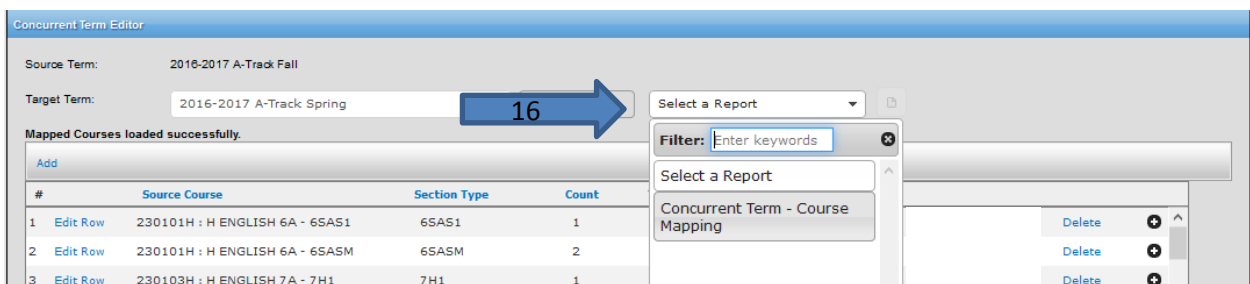 Concurrent Term Editor
Source Term: 2016-2017 A-Track Fall
Target Term: 2016-2017 A-Track Spring 16 Select a Report
Mapped Courses loaded successfully.
Filter: Enter keywords
Add
Select a Report
# Source Course Section Type Count
Concurrent Term - Course
Mapping
1 Edit Row 230101H : H ENGLISH 6A - 6SAS1 6SAS1 1 Delete
2 Edit Row 230101H : H ENGLISH 6A - 6SASM 6SASM 2 Delete
3 Edit Row 230103H : H ENGLISH 7A - 7H1 7H1 1 Delete